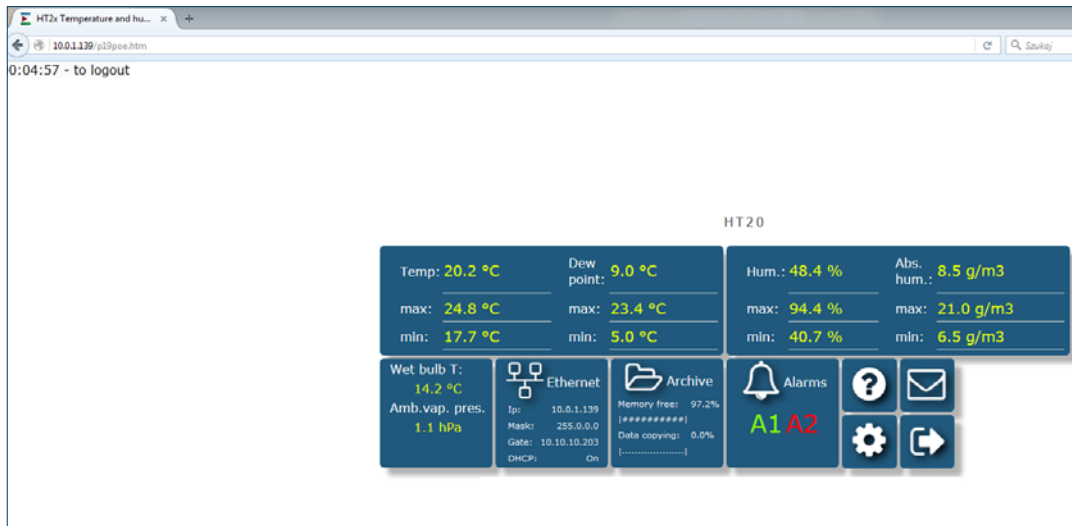 HT2x Temperature and hu... × +
10.0.1.139/p19poe.htm
Szukaj
0:04:57 - to logout
HT20
Temp: 20.2 °C Dew point: 9.0 °C Hum.: 48.4 % Abs. hum.: 8.5 g/m3
max: 24.8 °C max: 23.4 °C max: 94.4 % max: 21.0 g/m3
min: 17.7 °C min: 5.0 °C min: 40.7 % min: 6.5 g/m3
Wet bulb T:
14.2 °C
Amb.vap. pres.
1.1 hPa
Ethernet
Ip: 10.0.1.139
Mask: 255.0.0.0
Gate: 10.10.10.203
DHCP: On
Archive
Memory free: 97.2%
|##########|
Data copying: 0.0%
|....................|
Alarms
A1 A2
?